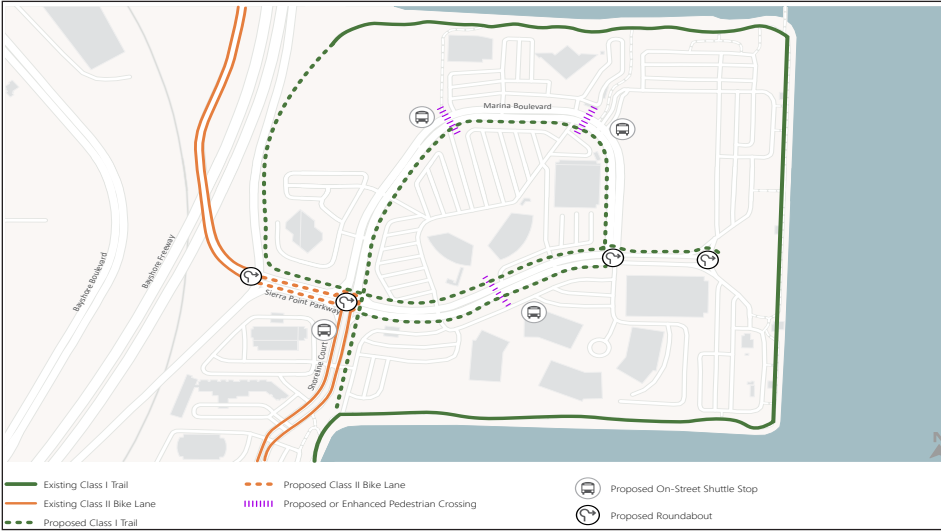 Marina Boulevard
Bayshore Boulevard
Bayshore Freeway
Sierra Point Parkway
Shoreline Court
N
Existing Class I Trail
Existing Class II Bike Lane
Proposed Class I Trail
Proposed Class II Bike Lane
Proposed or Enhanced Pedestrian Crossing
Proposed On-Street Shuttle Stop
Proposed Roundabout